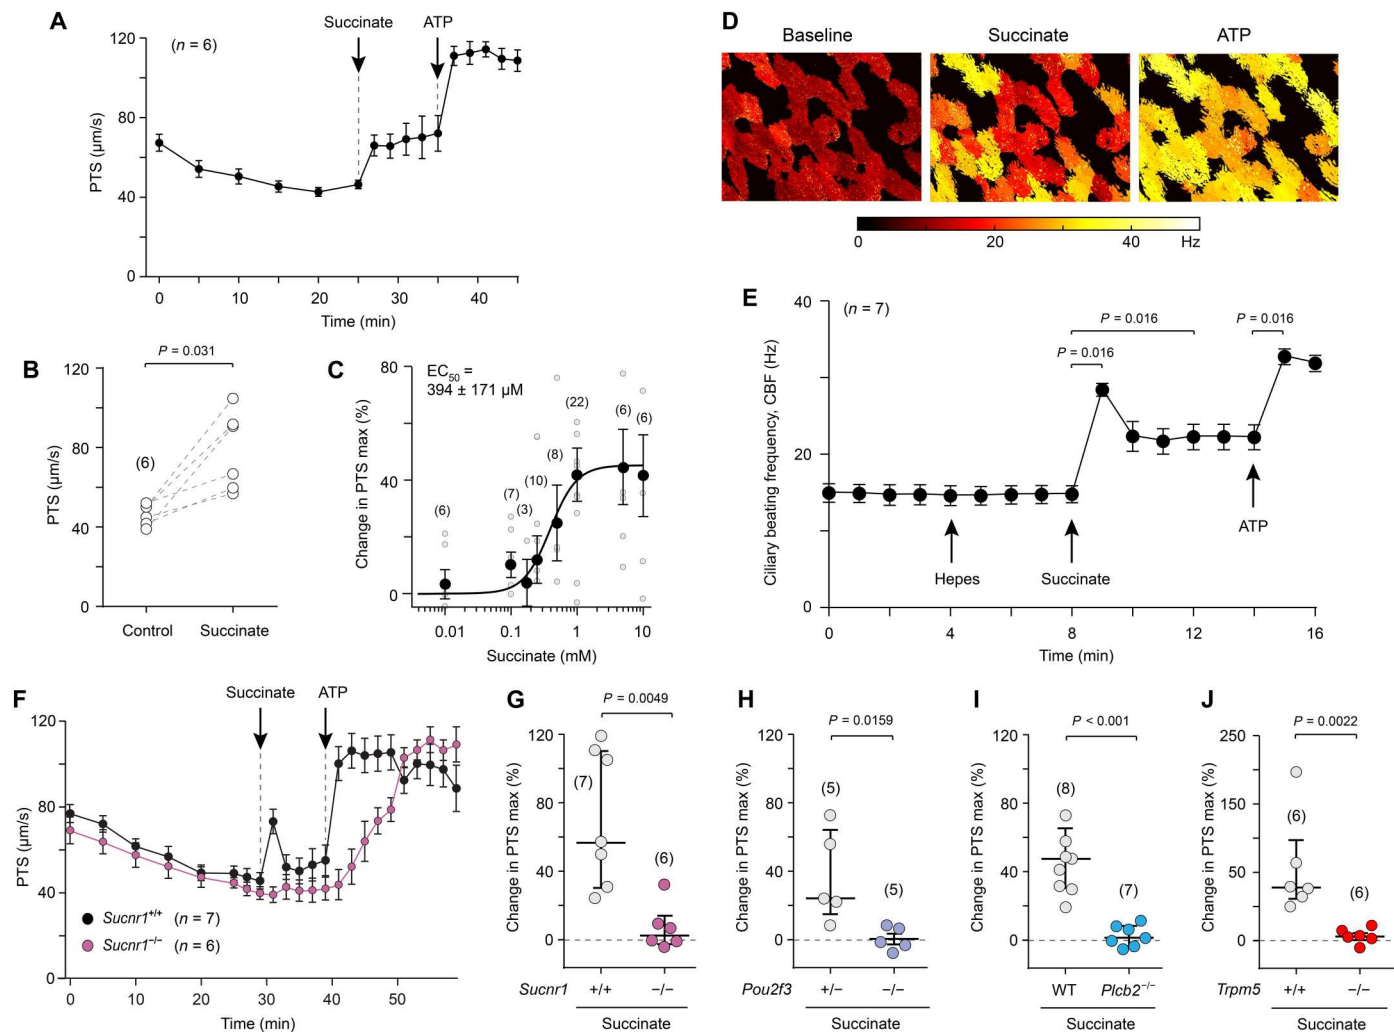 A
Succinate
ATP
(n = 6)
120
80
40
0
PTS (µm/s)
0
10
20
30
40
Time (min)
B
P = 0.031
120
80
40
0
PTS (µm/s)
(6)
Control
Succinate
C
80
40
0
Change in PTS max (%)
EC50 =
394 ± 171 µM
(6)
(7)
(3)
(10)
(8)
(22)
(6)
(6)
0.01
0.1
1
10
Succinate (mM)
D
Baseline
Succinate
ATP
0
20
40
Hz
E
(n = 7)
40
20
0
Ciliary beating frequency, CBF (Hz)
P = 0.016
P = 0.016
P = 0.016
Hepes
Succinate
ATP
0
4
8
12
16
Time (min)
F
Succinate
ATP
120
80
40
0
PTS (µm/s)
Sucnr1+/+ (n = 7)
Sucnr1−/− (n = 6)
0
10
20
30
40
50
Time (min)
G
P = 0.0049
120
80
40
0
Change in PTS max (%)
(7)
(6)
Sucnr1 +/+ −/−
Succinate
H
P = 0.0159
120
80
40
0
Change in PTS max (%)
(5)
(5)
Pou2f3 +/− −/−
Succinate
I
P < 0.001
120
80
40
0
Change in PTS max (%)
(8)
(7)
WT Plcb2−/−
Succinate
J
P = 0.0022
250
150
50
0
Change in PTS max (%)
(6)
(6)
Trpm5 +/+ −/−
Succinate